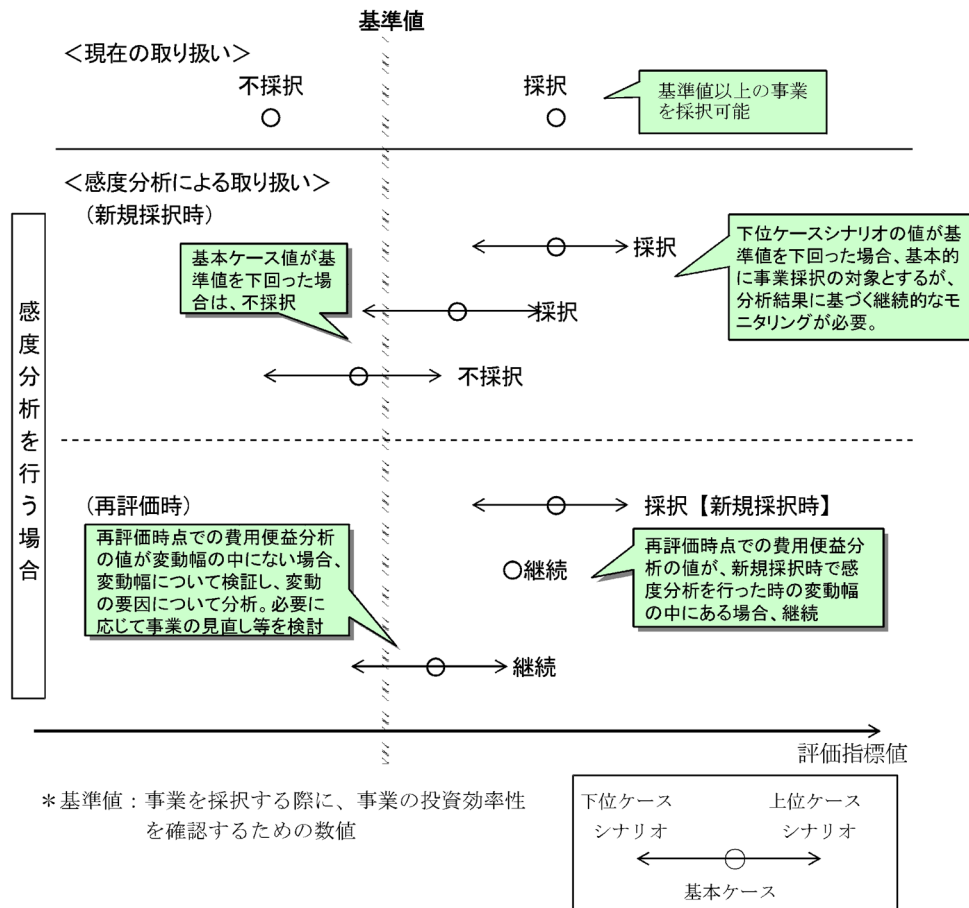 基準値
＜現在の取り扱い＞
不採択
採択
基準値以上の事業
を採択可能
＜感度分析による取り扱い＞
（新規採択時）
感度分析を行う場合
基本ケース値が基
準値を下回った場
合は、不採択
採択
下位ケースシナリオの値が基
準値を下回った場合、基本的
に事業採択の対象とするが、
分析結果に基づく継続的なモ
ニタリングが必要。
採択
不採択
（再評価時）
採択【新規採択時】
再評価時点での費用便益分析
の値が変動幅の中にない場合、
変動幅について検証し、変動
の要因について分析。必要に
応じて事業の見直し等を検討
継続
再評価時点での費用便益分
析の値が、新規採択時で感
度分析を行った時の変動幅
の中にある場合、継続
継続
評価指標値
＊基準値：事業を採択する際に、事業の投資効率性
を確認するための数値
下位ケース
シナリオ
上位ケース
シナリオ
基本ケース